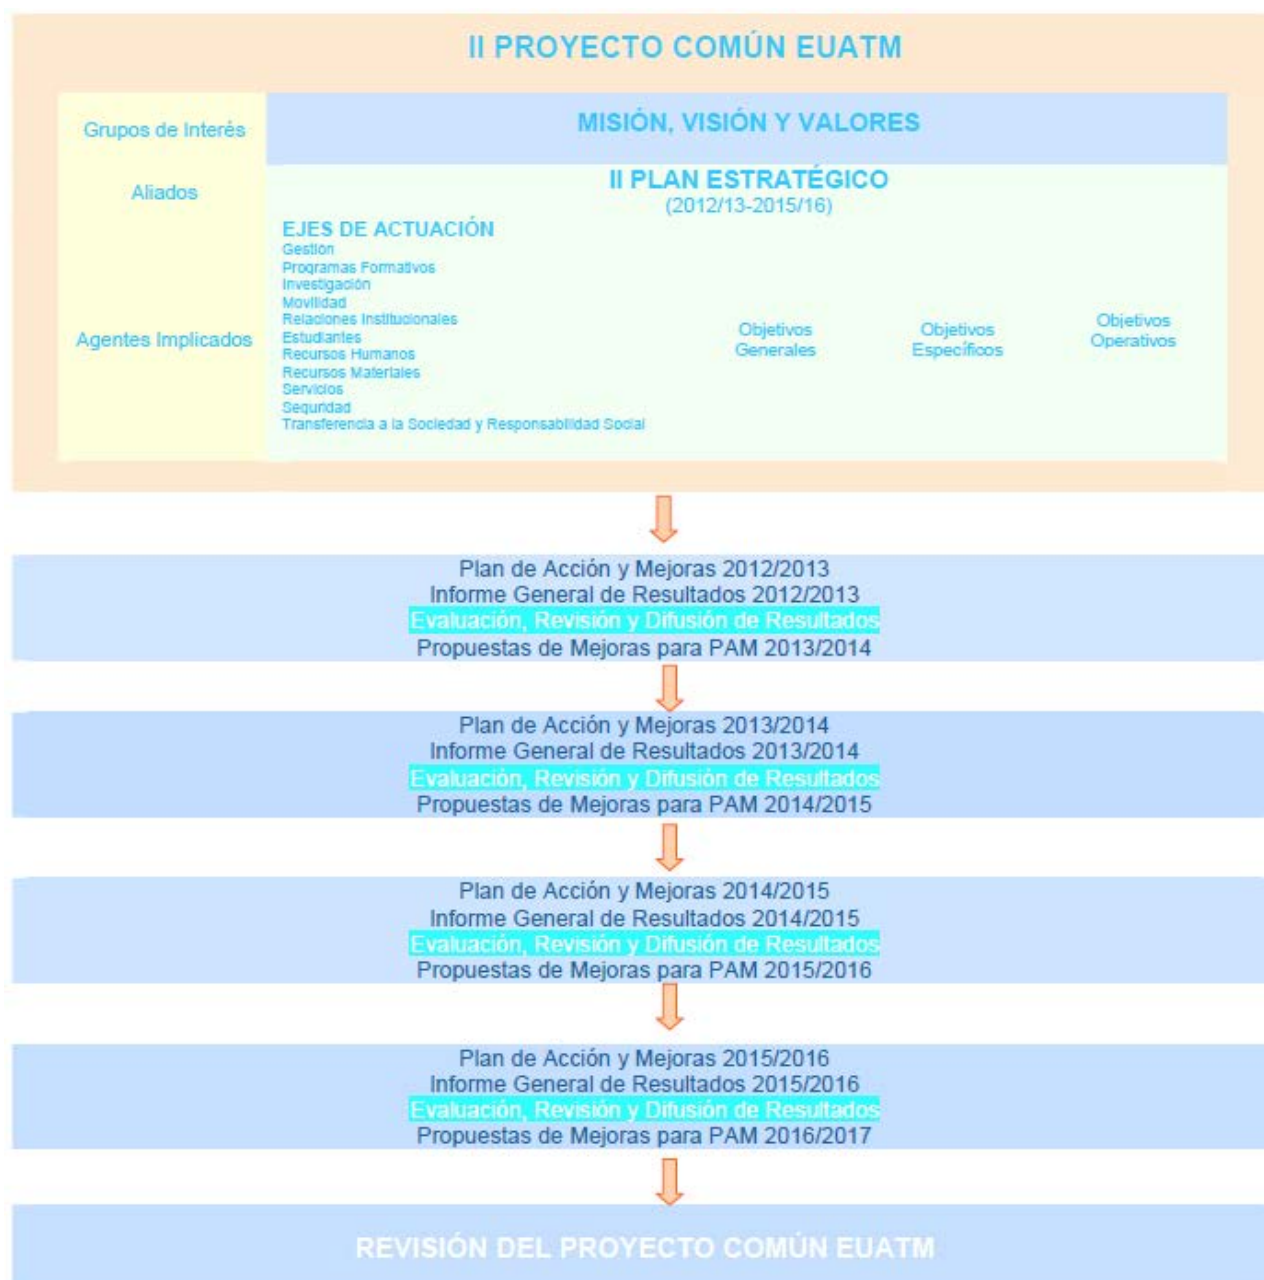 II PROYECTO COMÚN EUATM
Grupos de Interés
MISIÓN, VISIÓN Y VALORES
Aliados
II PLAN ESTRATÉGICO
(2012/13-2015/16)
EJES DE ACTUACIÓN
Gestión
Programas Formativos
Investigación
Movilidad
Relaciones Institucionales
Estudiantes
Recursos Humanos
Recursos Materiales
Servicios
Seguridad
Transferencia a la Sociedad y Responsabilidad Social
Agentes Implicados
Objetivos
Generales
Objetivos
Específicos
Objetivos
Operativos
Plan de Acción y Mejoras 2012/2013
Informe General de Resultados 2012/2013
Evaluación, Revisión y Difusión de Resultados
Propuestas de Mejoras para PAM 2013/2014
Plan de Acción y Mejoras 2013/2014
Informe General de Resultados 2013/2014
Evaluación, Revisión y Difusión de Resultados
Propuestas de Mejoras para PAM 2014/2015
Plan de Acción y Mejoras 2014/2015
Informe General de Resultados 2014/2015
Evaluación, Revisión y Difusión de Resultados
Propuestas de Mejoras para PAM 2015/2016
Plan de Acción y Mejoras 2015/2016
Informe General de Resultados 2015/2016
Evaluación, Revisión y Difusión de Resultados
Propuestas de Mejoras para PAM 2016/2017
REVISIÓN DEL PROYECTO COMÚN EUATM